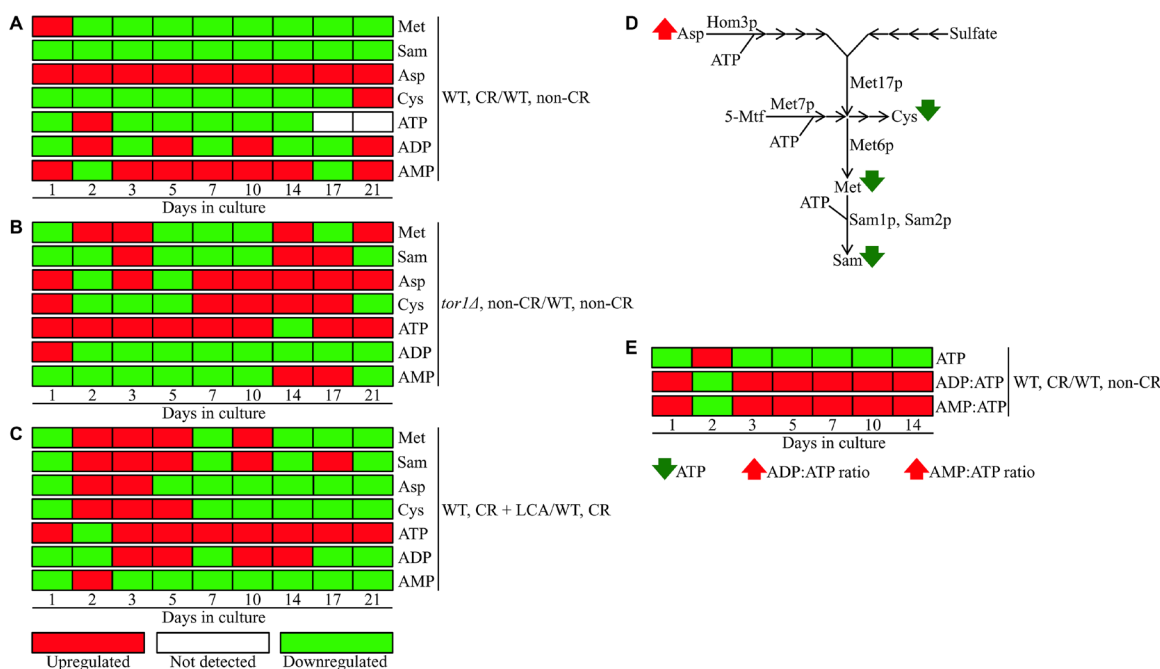 A
Met
Sam
Asp
Cys
ATP
ADP
AMP
WT, CR/WT, non-CR
1 2 3 5 7 10 14 17 21
Days in culture
B
Met
Sam
Asp
Cys
ATP
ADP
AMP
tor1Δ, non-CR/WT, non-CR
1 2 3 5 7 10 14 17 21
Days in culture
C
Met
Sam
Asp
Cys
ATP
ADP
AMP
WT, CR + LCA/WT, CR
1 2 3 5 7 10 14 17 21
Days in culture
Upregulated Not detected Downregulated
D
Asp Hom3p Sulfate
ATP
Met17p
5-Mtf Met7p Cys
ATP
Met6p
Met
ATP
Sam1p, Sam2p
Sam
E
ATP
ADP:ATP
AMP:ATP
WT, CR/WT, non-CR
1 2 3 5 7 10 14
Days in culture
ATP ADP:ATP ratio AMP:ATP ratio